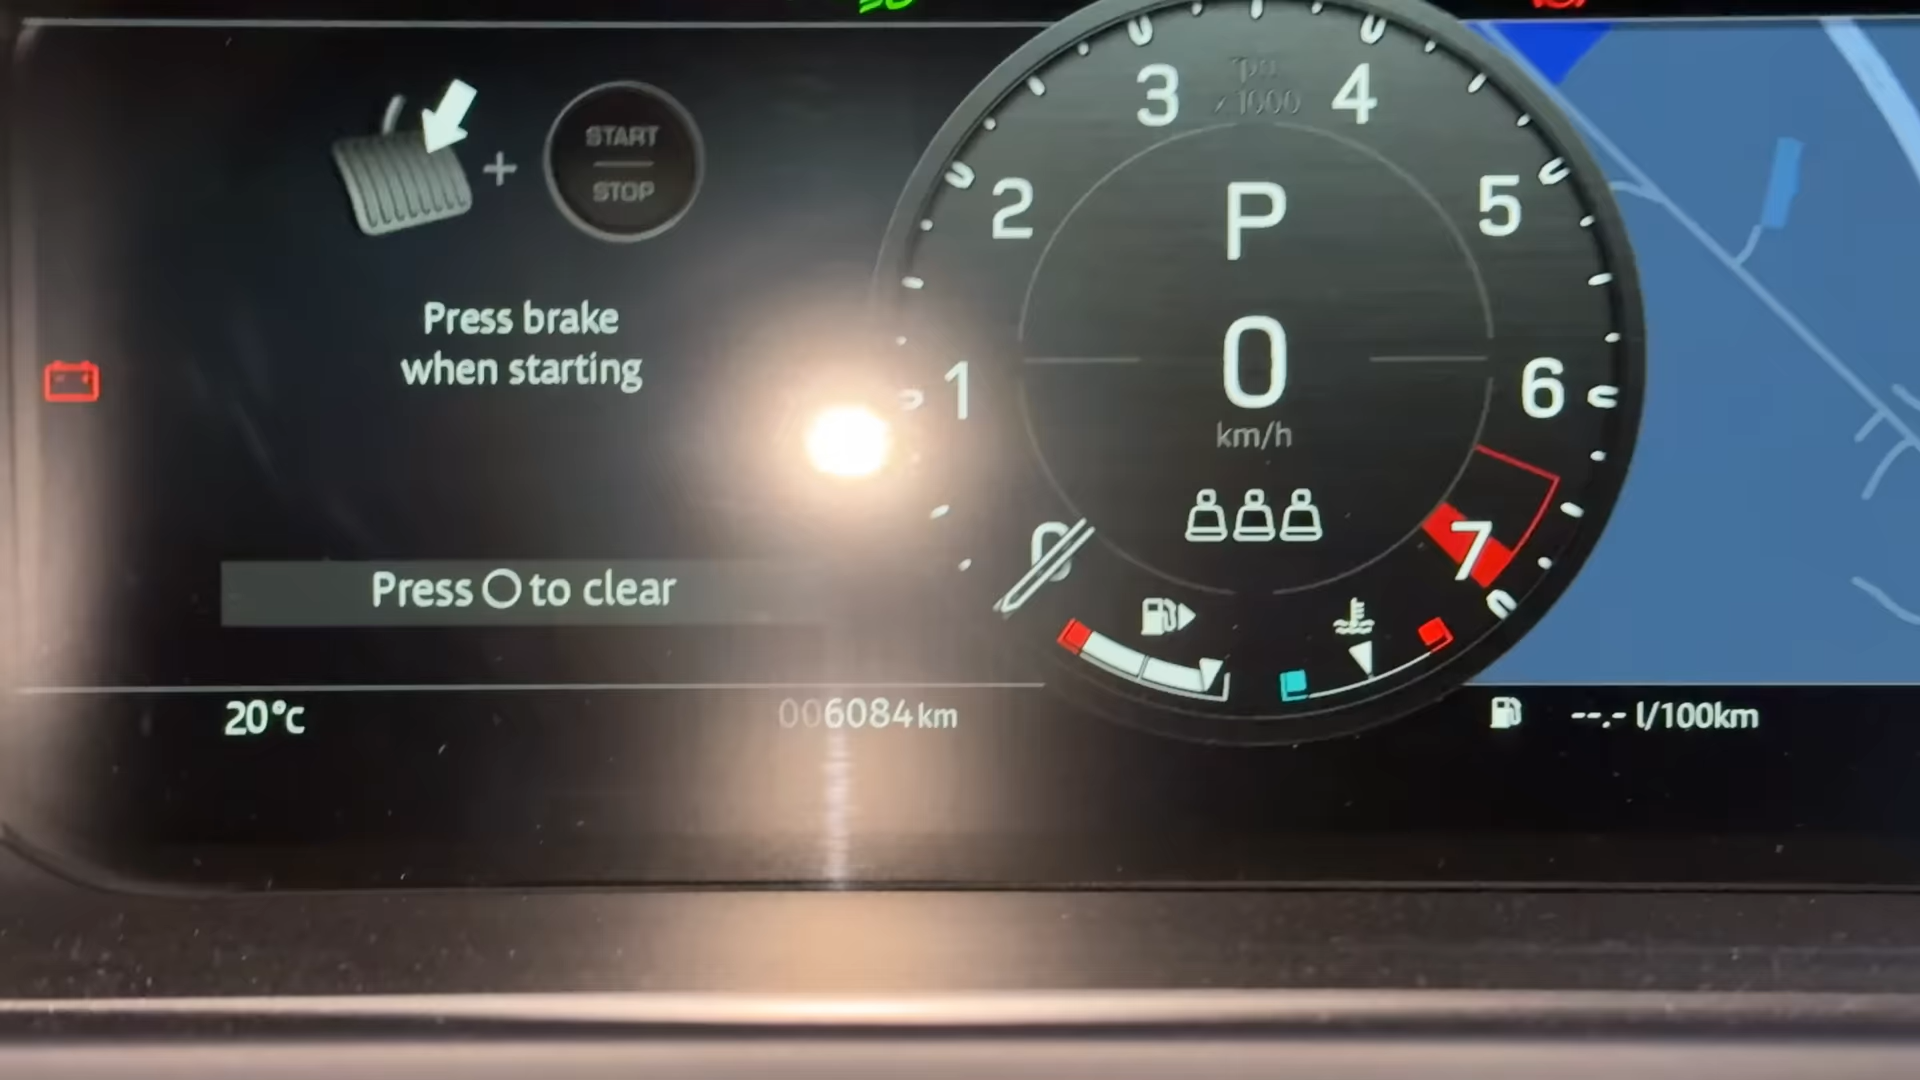 START
STOP
Press brake
when starting
Press O to clear
20°c
006084 km
rpm
x 1000
0
1
2
3
4
5
6
7
P
0
km/h
--.- l/100km